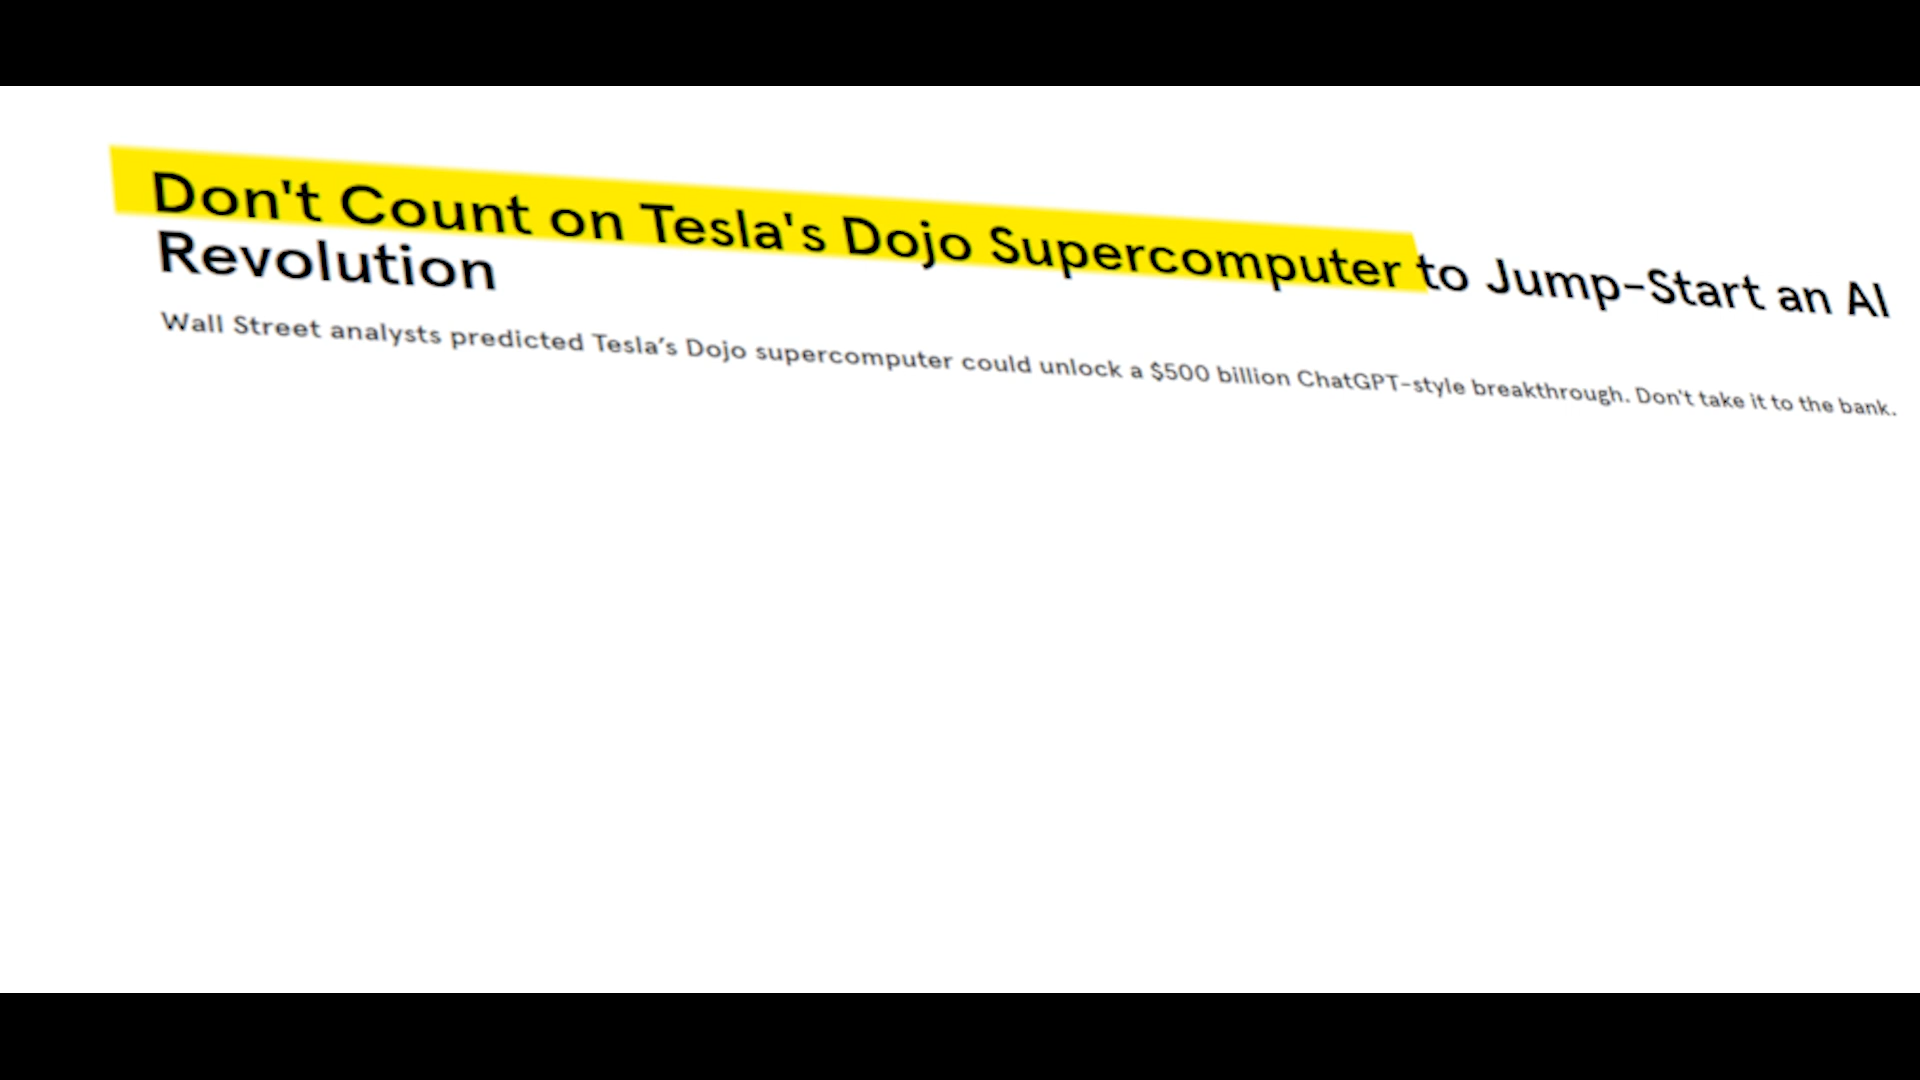 Don't Count on Tesla's Dojo Supercomputer to Jump-Start an AI
Revolution
Wall Street analysts predicted Tesla’s Dojo supercomputer could unlock a $500 billion ChatGPT-style breakthrough. Don't take it to the bank.